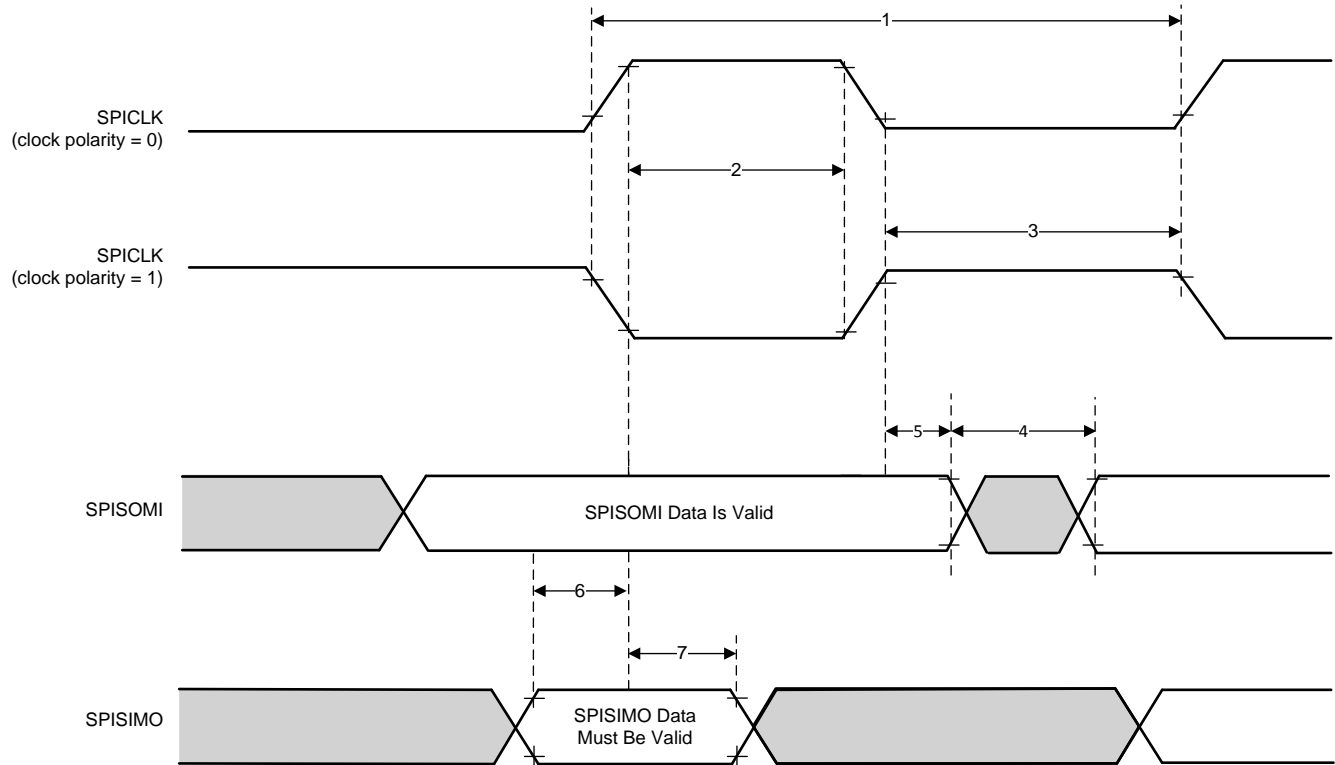 1
SPICLK
(clock polarity = 0)
2
3
SPICLK
(clock polarity = 1)
5
4
SPISOMI
SPISOMI Data Is Valid
6
7
SPISIMO
SPISIMO Data
Must Be Valid